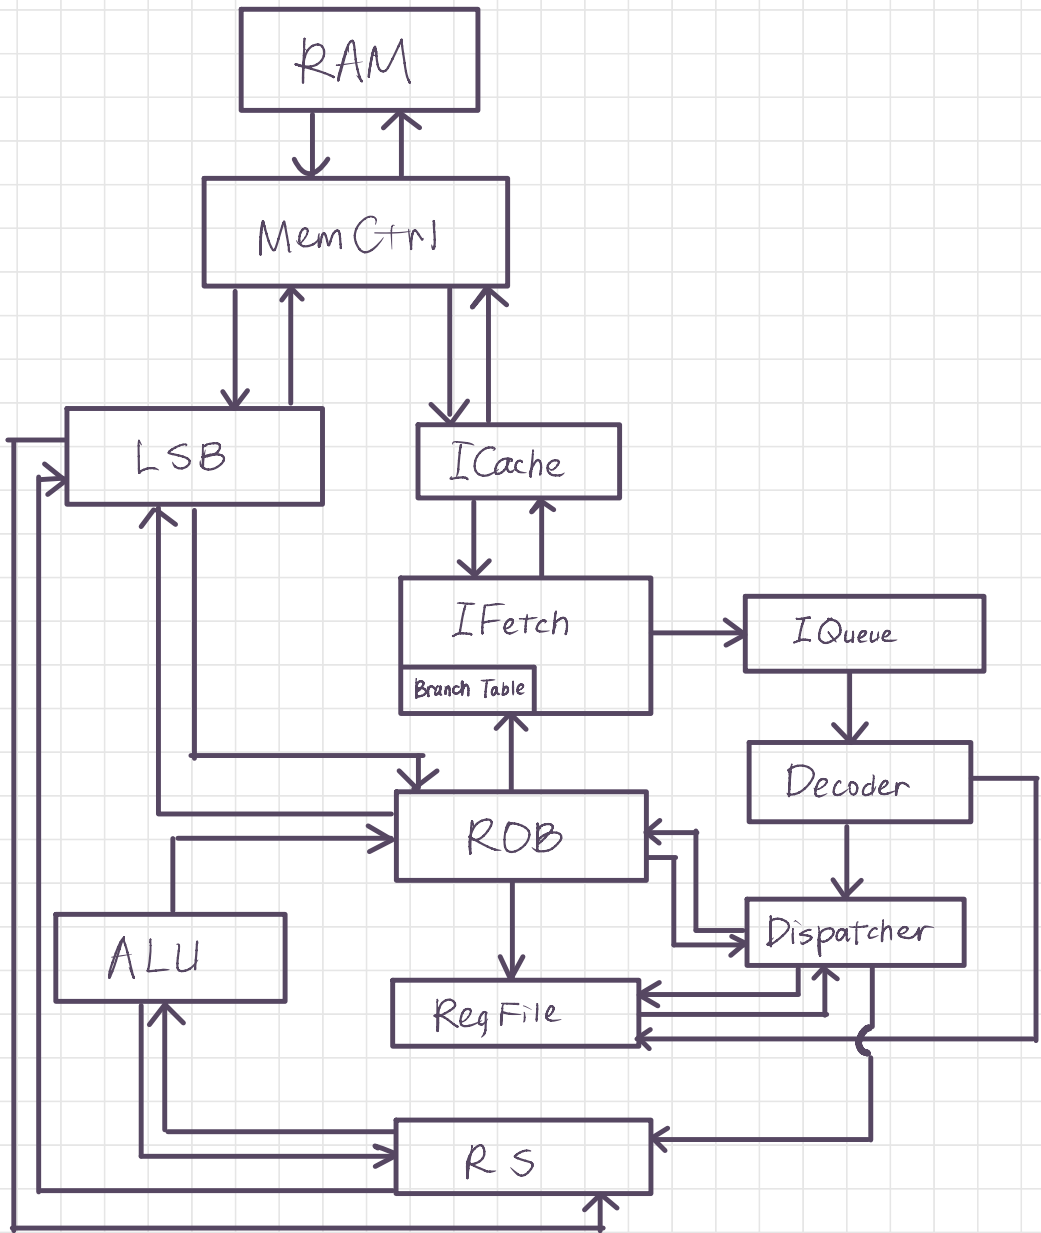 RAM
MemCtrl
LSB
ICache
IFetch
IQueue
Branch Table
Decoder
ROB
Dispatcher
ALU
RegFile
RS